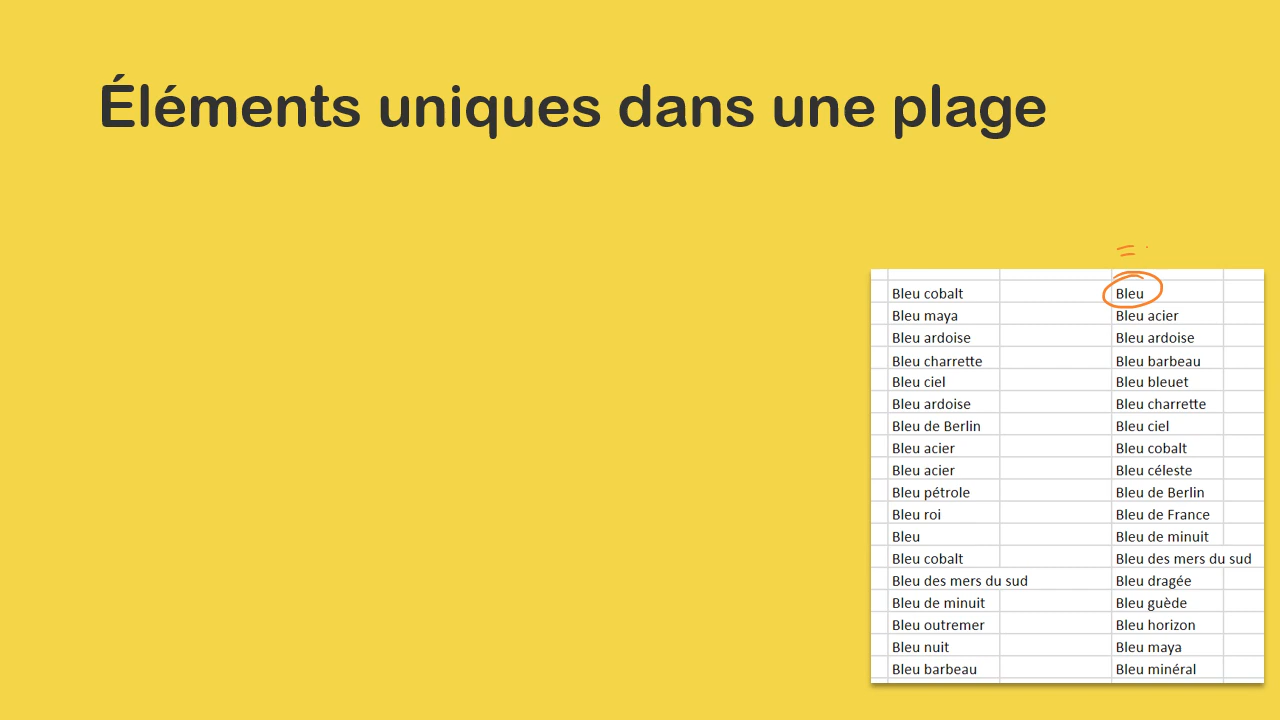 Éléments uniques dans une plage
=
Bleu cobalt Bleu
Bleu maya Bleu acier
Bleu ardoise Bleu ardoise
Bleu charrette Bleu barbeau
Bleu ciel Bleu bleuet
Bleu ardoise Bleu charrette
Bleu de Berlin Bleu ciel
Bleu acier Bleu cobalt
Bleu acier Bleu céleste
Bleu pétrole Bleu de Berlin
Bleu roi Bleu de France
Bleu Bleu de minuit
Bleu cobalt Bleu des mers du sud
Bleu des mers du sud Bleu dragée
Bleu de minuit Bleu guède
Bleu outremer Bleu horizon
Bleu nuit Bleu maya
Bleu barbeau Bleu minéral